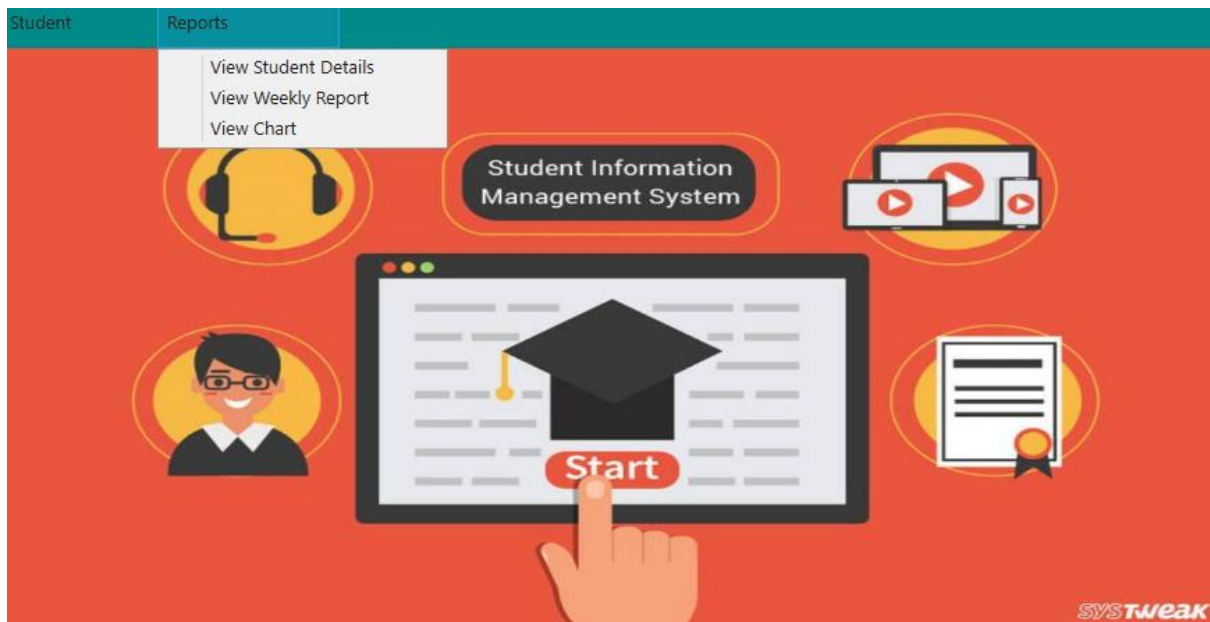 Student Reports
View Student Details
View Weekly Report
View Chart
Student Information
Management System
Start
SYSTWEAK